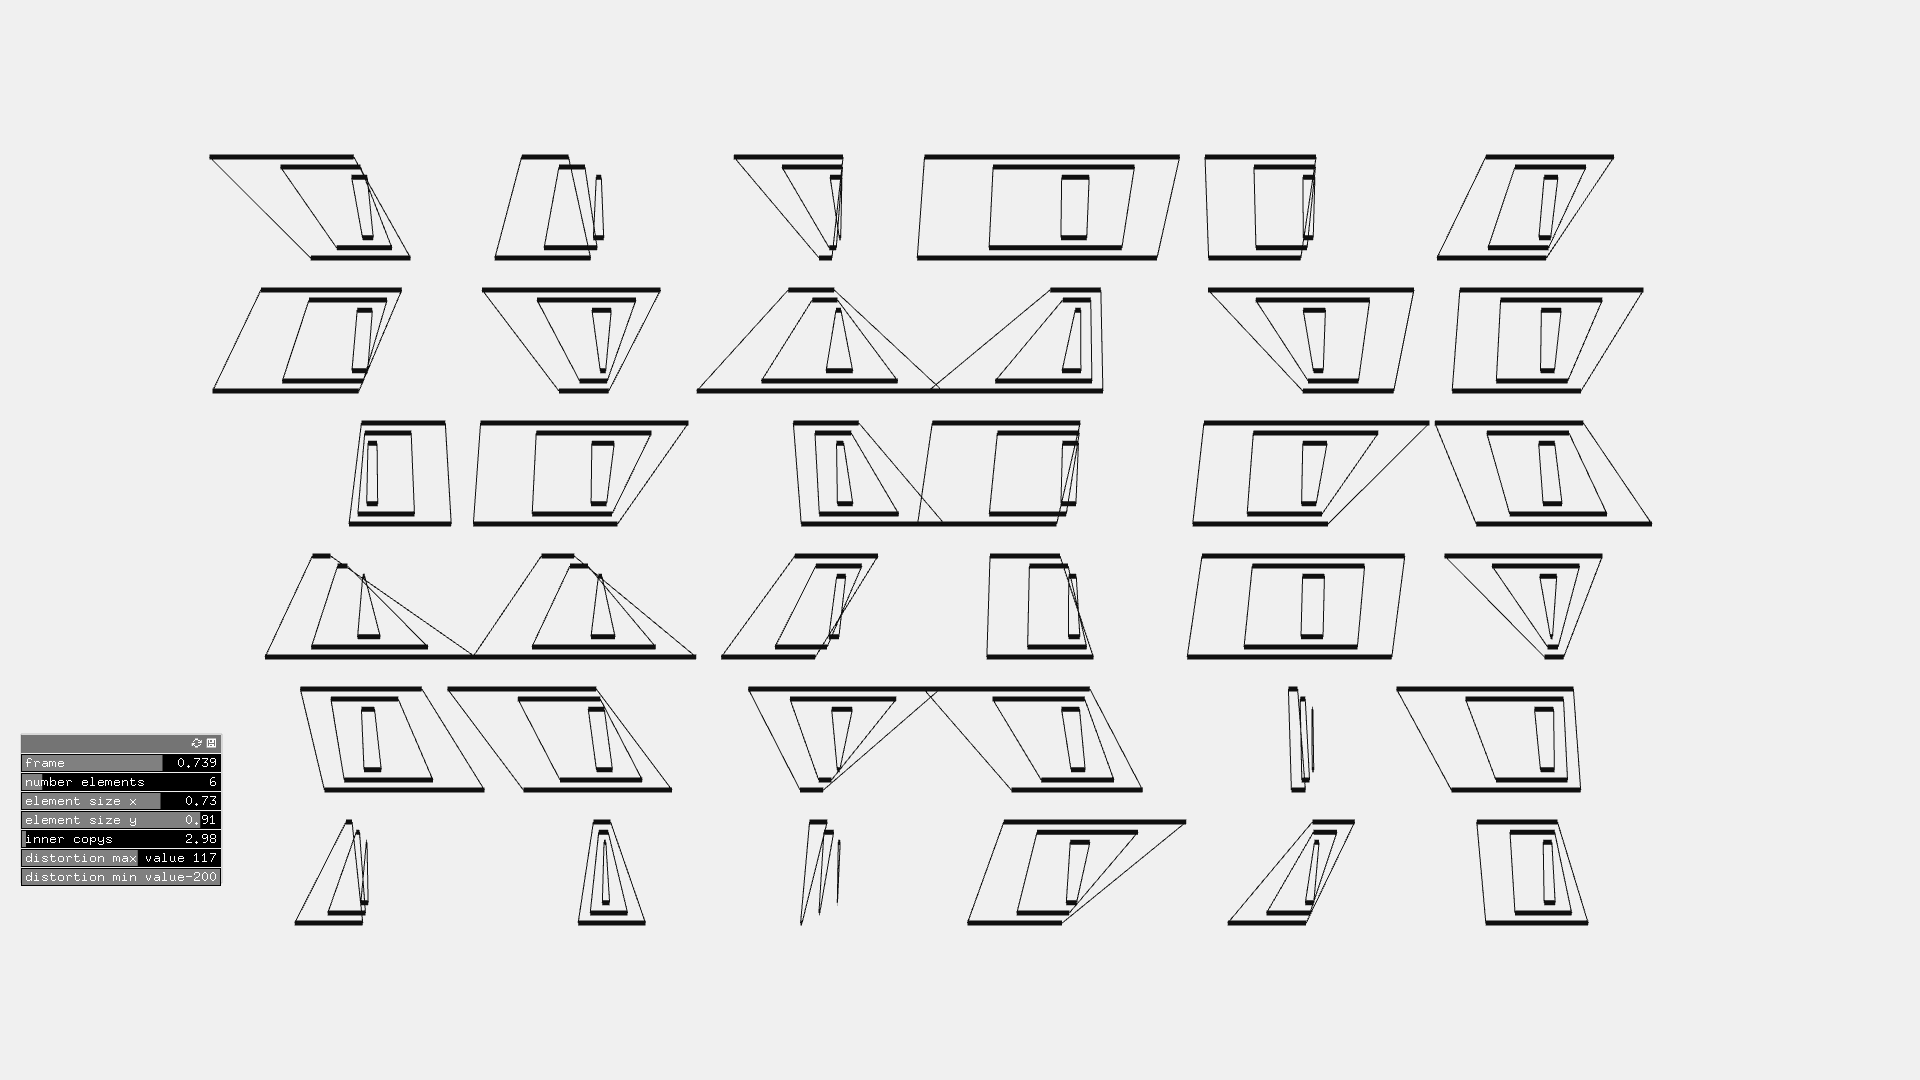 frame 0.739
number elements 6
element size x 0.73
element size y 0.91
inner copys 2.98
distortion max value 117
distortion min value-200